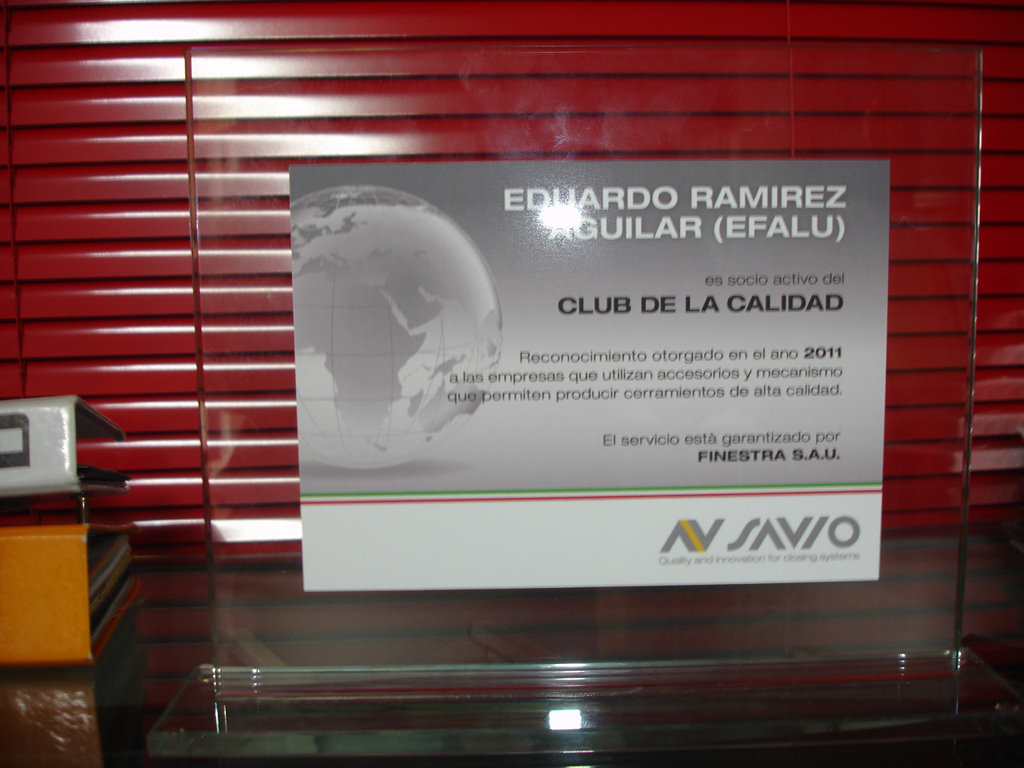 EDUARDO RAMIREZ
AGUILAR (EFALU)
es socio activo del
CLUB DE LA CALIDAD
Reconocimiento otorgado en el ano 2011
a las empresas que utilizan accesorios y mecanismo
que permiten producir cerramientos de alta calidad.
El servicio està garantizado por
FINESTRA S.A.U.
SAVIO
Quality and innovation for closing systems